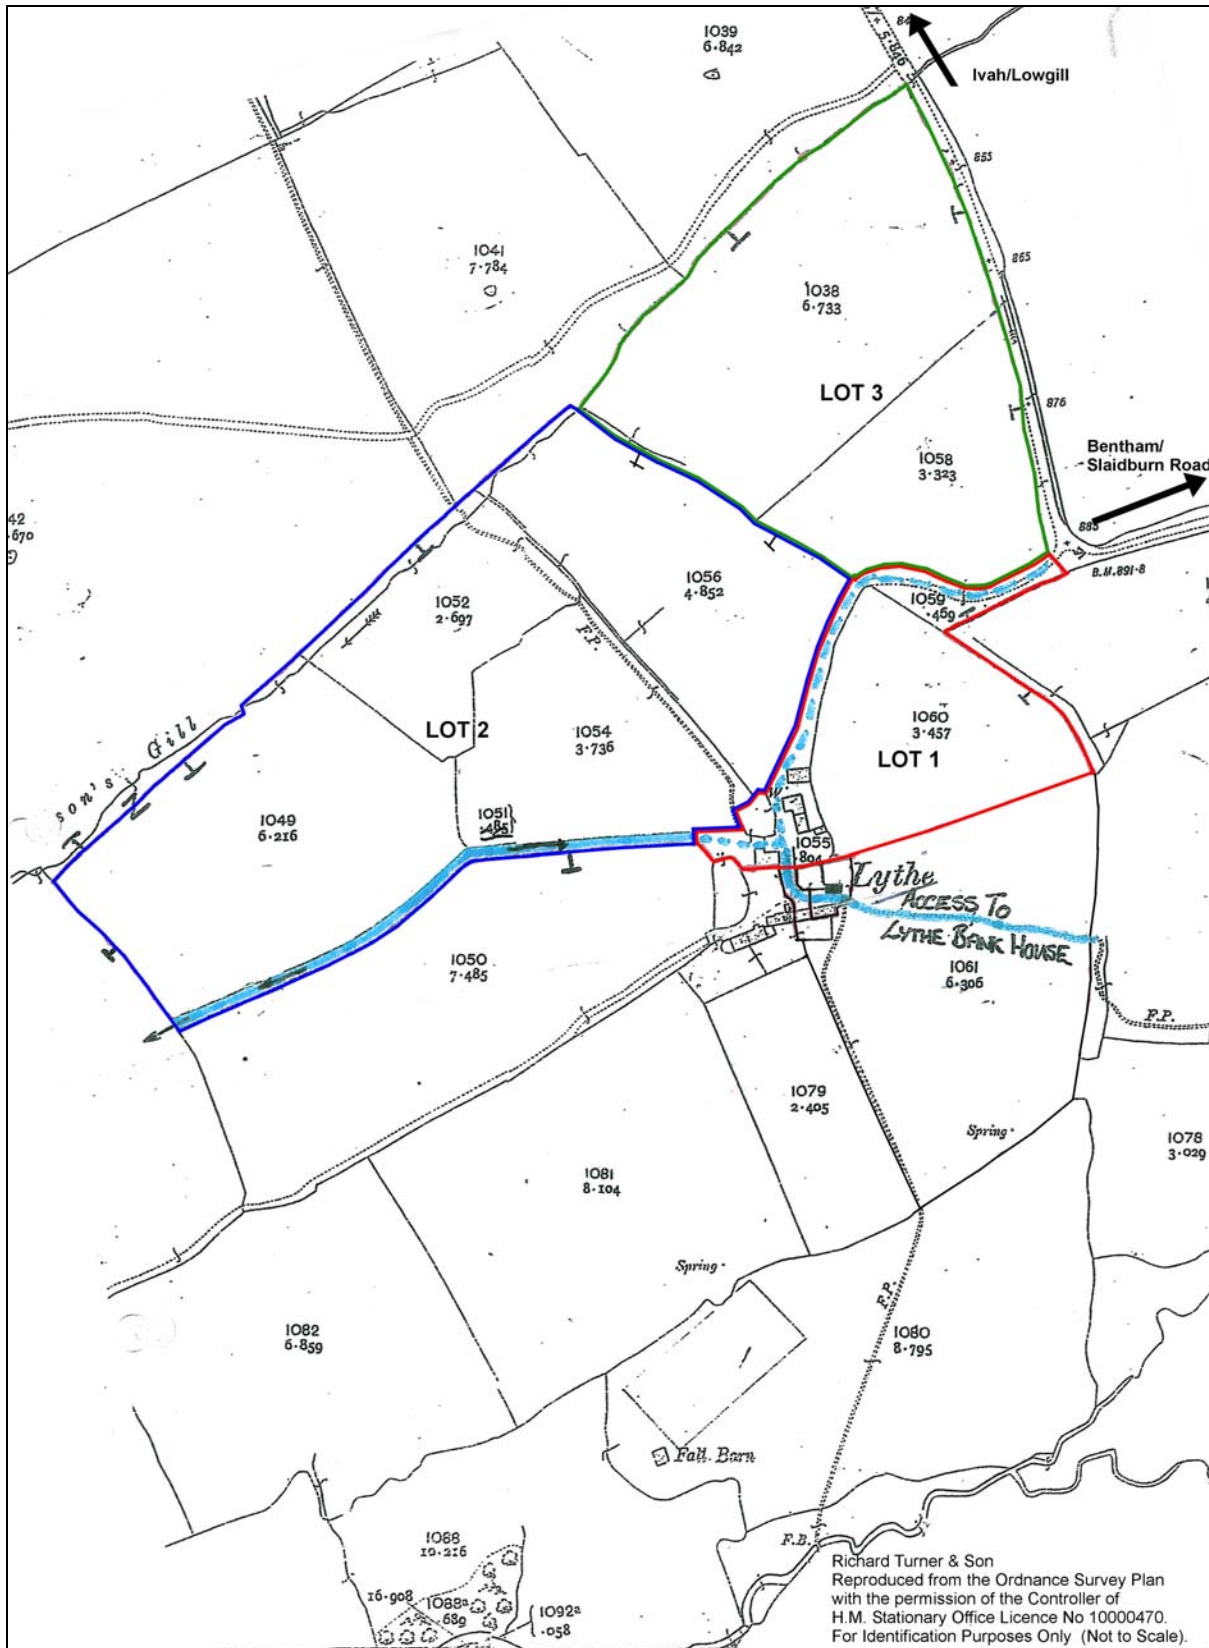 1039
6.842
5.846
Ivah/Lowgill
855
1041
7.784
865
1038
6.733
LOT 3
876
Bentham/
Slaidburn Road
1058
3.323
885
B.M.891.8
42
.670
1056
4.852
1059
.469
1052
2.697
F.P.
LOT 2
1054
3.736
1060
3.457
LOT 1
son's Gill
1049
6.216
1051
.485
W.
1055
.804
Lythe
ACCESS TO
LYTHE BANK HOUSE
1050
7.485
1061
6.306
F.P.
1079
2.405
Spring.
1078
3.029
1081
8.104
Spring.
F.P.
1082
6.859
1080
8.795
Fall Barn
1088
10.216
F.B.
16.908
1088a
.689
1092a
.058
Richard Turner & Son
Reproduced from the Ordnance Survey Plan
with the permission of the Controller of
H.M. Stationary Office Licence No 10000470.
For Identification Purposes Only (Not to Scale).